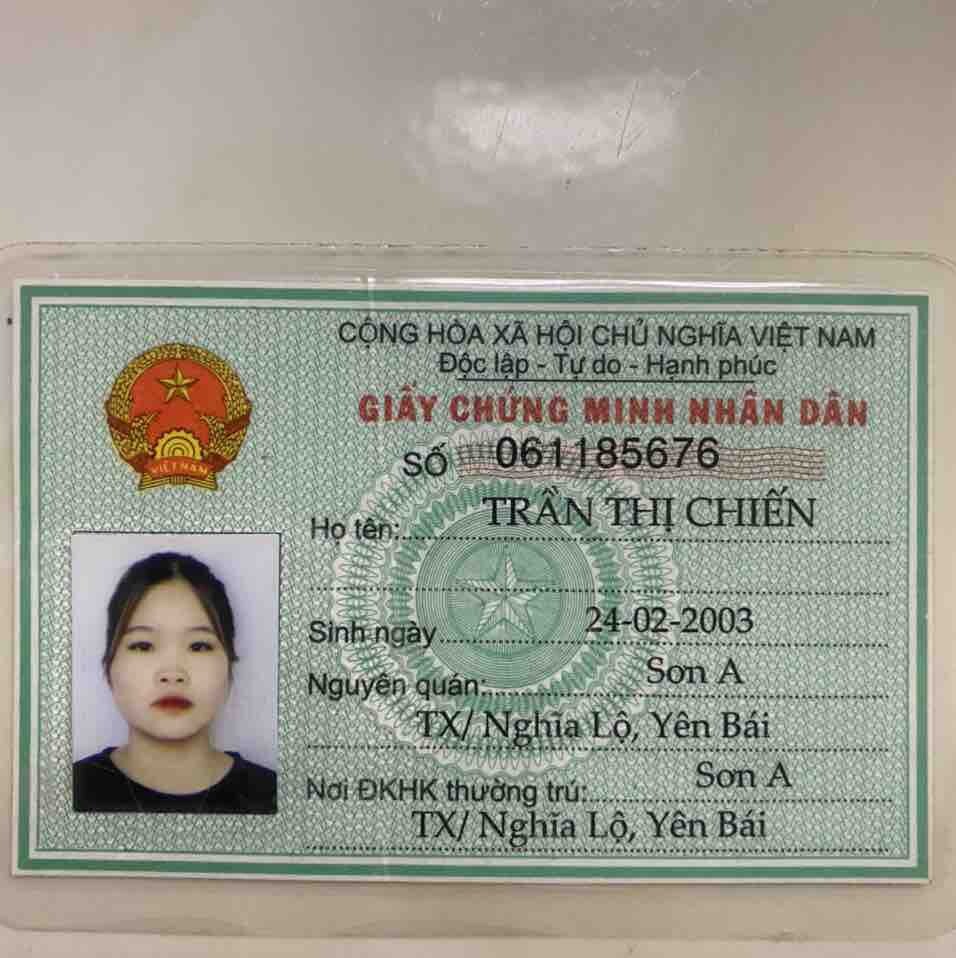 CỘNG HÒA XÃ HỘI CHỦ NGHĨA VIỆT NAM
Độc lập - Tự do - Hạnh phúc
GIẤY CHỨNG MINH NHÂN DÂN
SỐ 061185676
Họ tên: TRẦN THỊ CHIẾN
Sinh ngày 24-02-2003
Nguyên quán: Sơn A
TX/ Nghĩa Lộ, Yên Bái
Nơi ĐKHK thường trú: Sơn A
TX/ Nghĩa Lộ, Yên Bái
VIỆT NAM